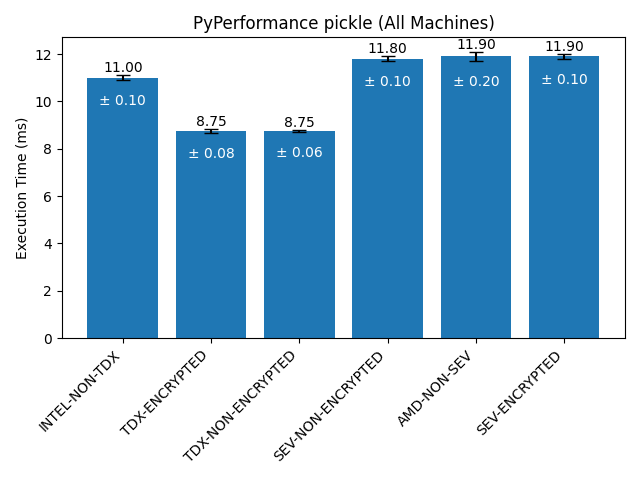 PyPerformance pickle (All Machines)
Execution Time (ms)
12
10
8
6
4
2
0
11.00
± 0.10
8.75
± 0.08
8.75
± 0.06
11.80
± 0.10
11.90
± 0.20
11.90
± 0.10
INTEL-NON-TDX
TDX-ENCRYPTED
TDX-NON-ENCRYPTED
SEV-NON-ENCRYPTED
AMD-NON-SEV
SEV-ENCRYPTED